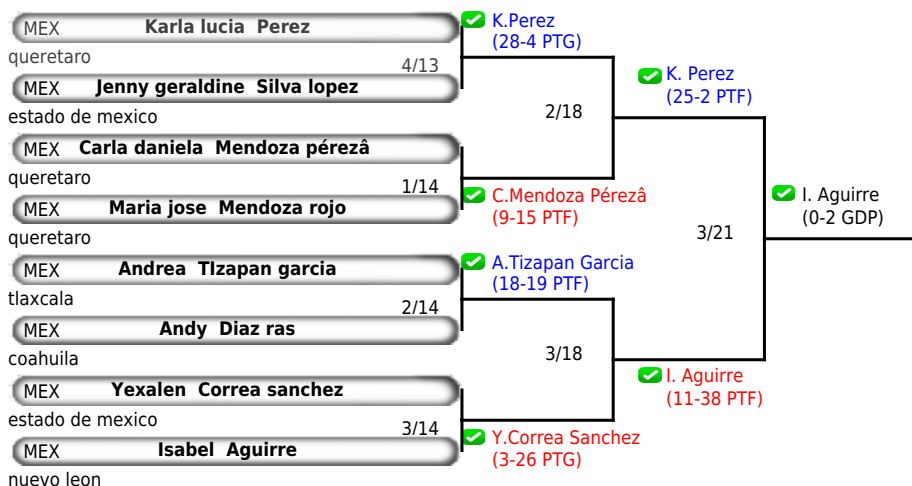 MEX Karla lucia Perez
queretaro
4/13
MEX Jenny geraldine Silva lopez
estado de mexico
MEX Carla daniela Mendoza pérezâ
queretaro
1/14
MEX Maria jose Mendoza rojo
queretaro
MEX Andrea TIzapan garcia
tlaxcala
2/14
MEX Andy Diaz ras
coahuila
MEX Yexalen Correa sanchez
estado de mexico
3/14
MEX Isabel Aguirre
nuevo leon
K.Perez
(28-4 PTG)
2/18
C.Mendoza Pérezâ
(9-15 PTF)
A.Tizapan Garcia
(18-19 PTF)
3/18
Y.Correa Sanchez
(3-26 PTG)
K. Perez
(25-2 PTF)
3/21
I. Aguirre
(11-38 PTF)
I. Aguirre
(0-2 GDP)